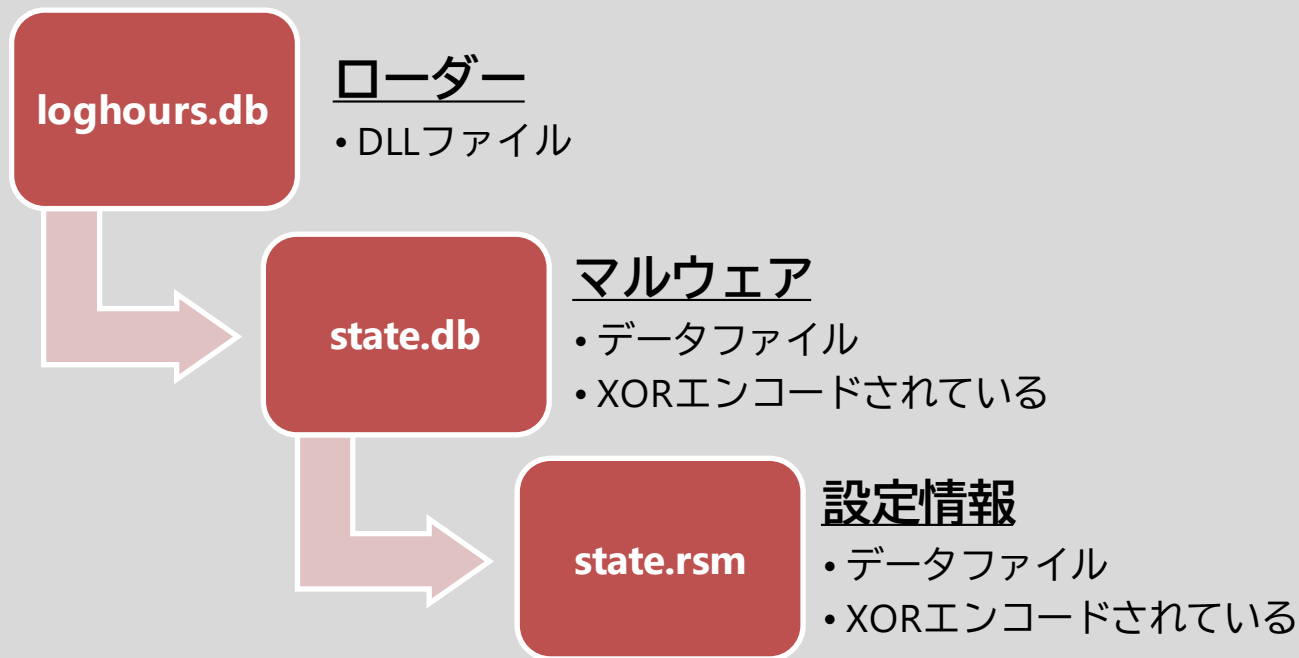 loghours.db
ローダー
• DLLファイル
state.db
マルウェア
• データファイル
• XORエンコードされている
state.rsm
設定情報
• データファイル
• XORエンコードされている